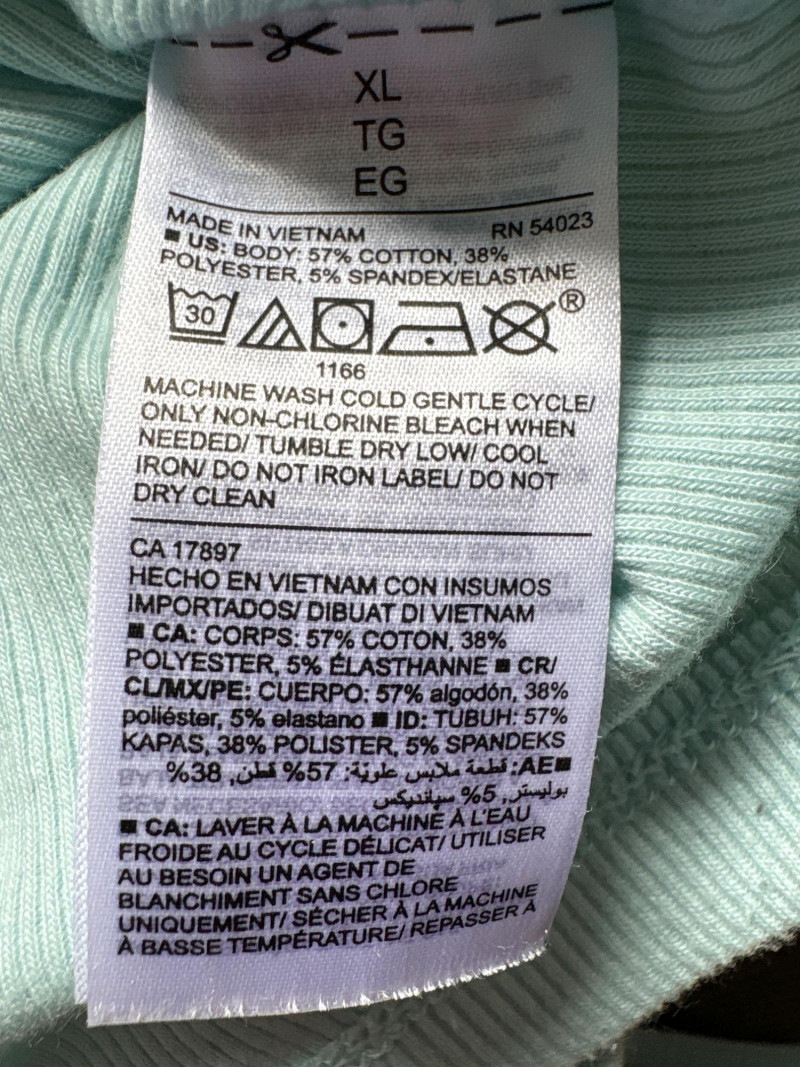 XL
TG
EG
MADE IN VIETNAM RN 54023
■ US: BODY: 57% COTTON, 38%
POLYESTER, 5% SPANDEX/ELASTANE
30
®
1166
MACHINE WASH COLD GENTLE CYCLE/
ONLY NON-CHLORINE BLEACH WHEN
NEEDED/ TUMBLE DRY LOW/ COOL
IRON/ DO NOT IRON LABEL/ DO NOT
DRY CLEAN
CA 17897
HECHO EN VIETNAM CON INSUMOS
IMPORTADOS/ DIBUAT DI VIETNAM
■ CA: CORPS: 57% COTON, 38%
POLYESTER, 5% ÉLASTHANNE ■ CR/
CL/MX/PE: CUERPO: 57% algodón, 38%
poliéster, 5% elastano ■ ID: TUBUH: 57%
KAPAS, 38% POLISTER, 5% SPANDEKS
■AE: قطعة ملابس علويّة: 57% قطن, 38%
بوليستر, 5% سباندیکس
■ CA: LAVER À LA MACHINE À L'EAU
FROIDE AU CYCLE DÉLICAT/ UTILISER
AU BESOIN UN AGENT DE
BLANCHIMENT SANS CHLORE
UNIQUEMENT/ SÉCHER À LA MACHINE
À BASSE TEMPÉRATURE/ REPASSER À